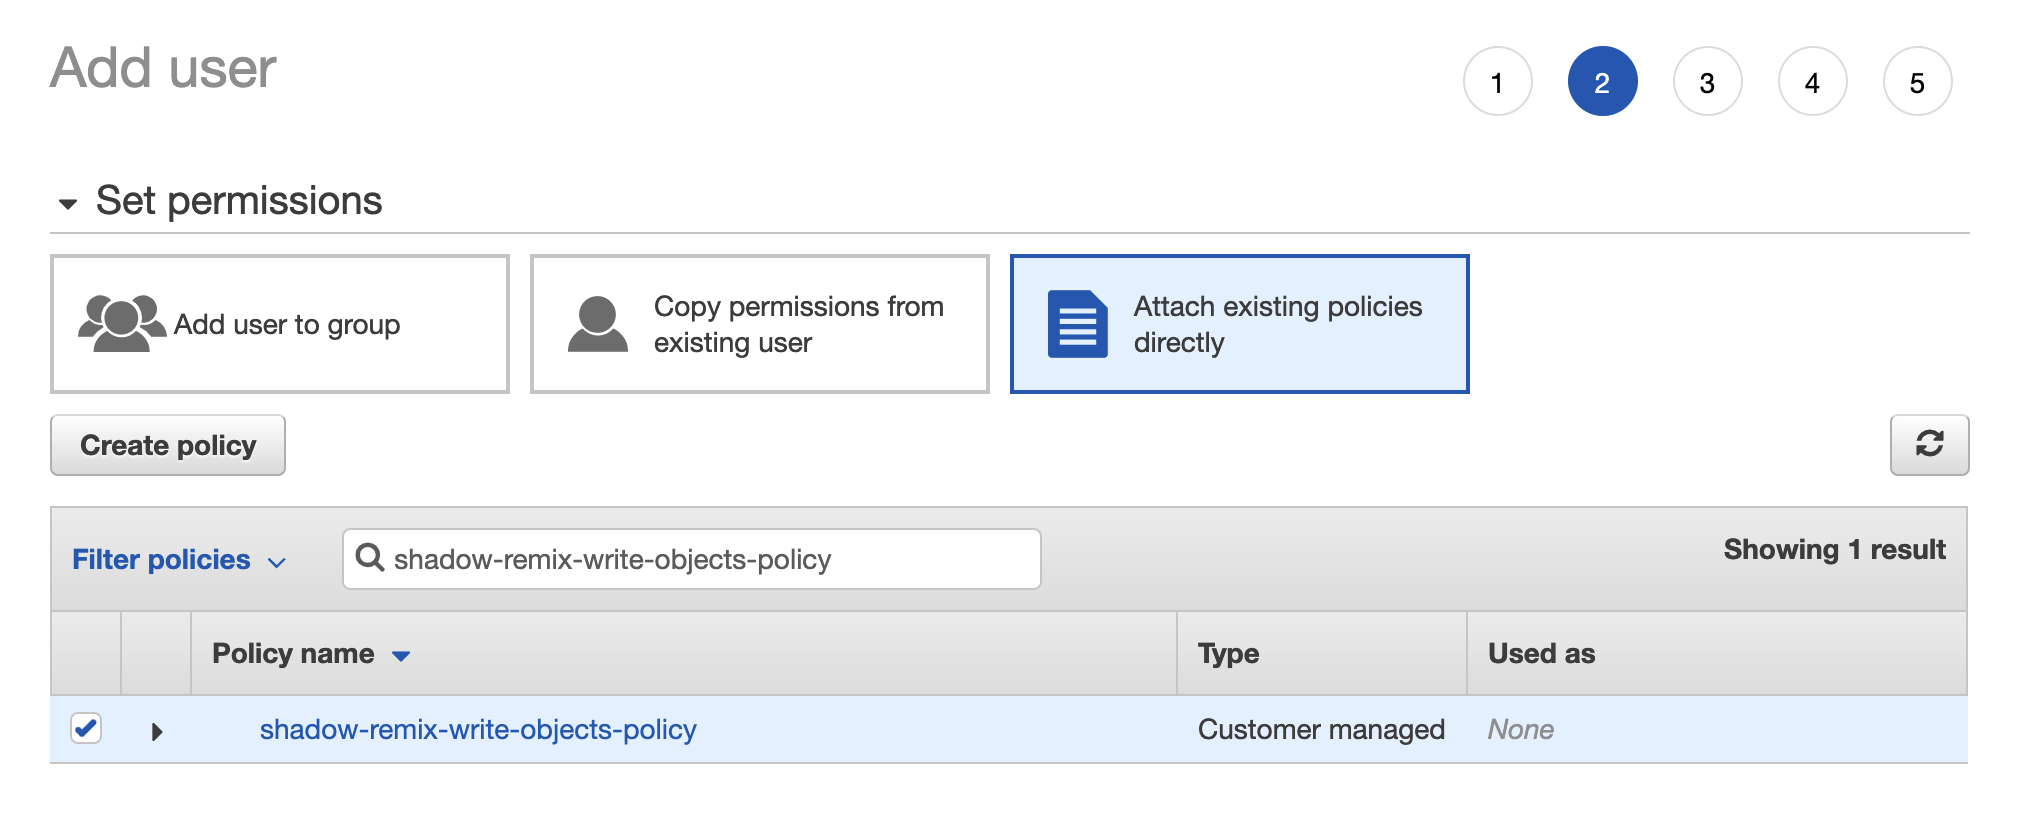 Add user
1 2 3 4 5
Set permissions
Add user to group
Copy permissions from
existing user
Attach existing policies
directly
Create policy
Filter policies
shadow-remix-write-objects-policy
Showing 1 result
Policy name
Type
Used as
shadow-remix-write-objects-policy
Customer managed
None